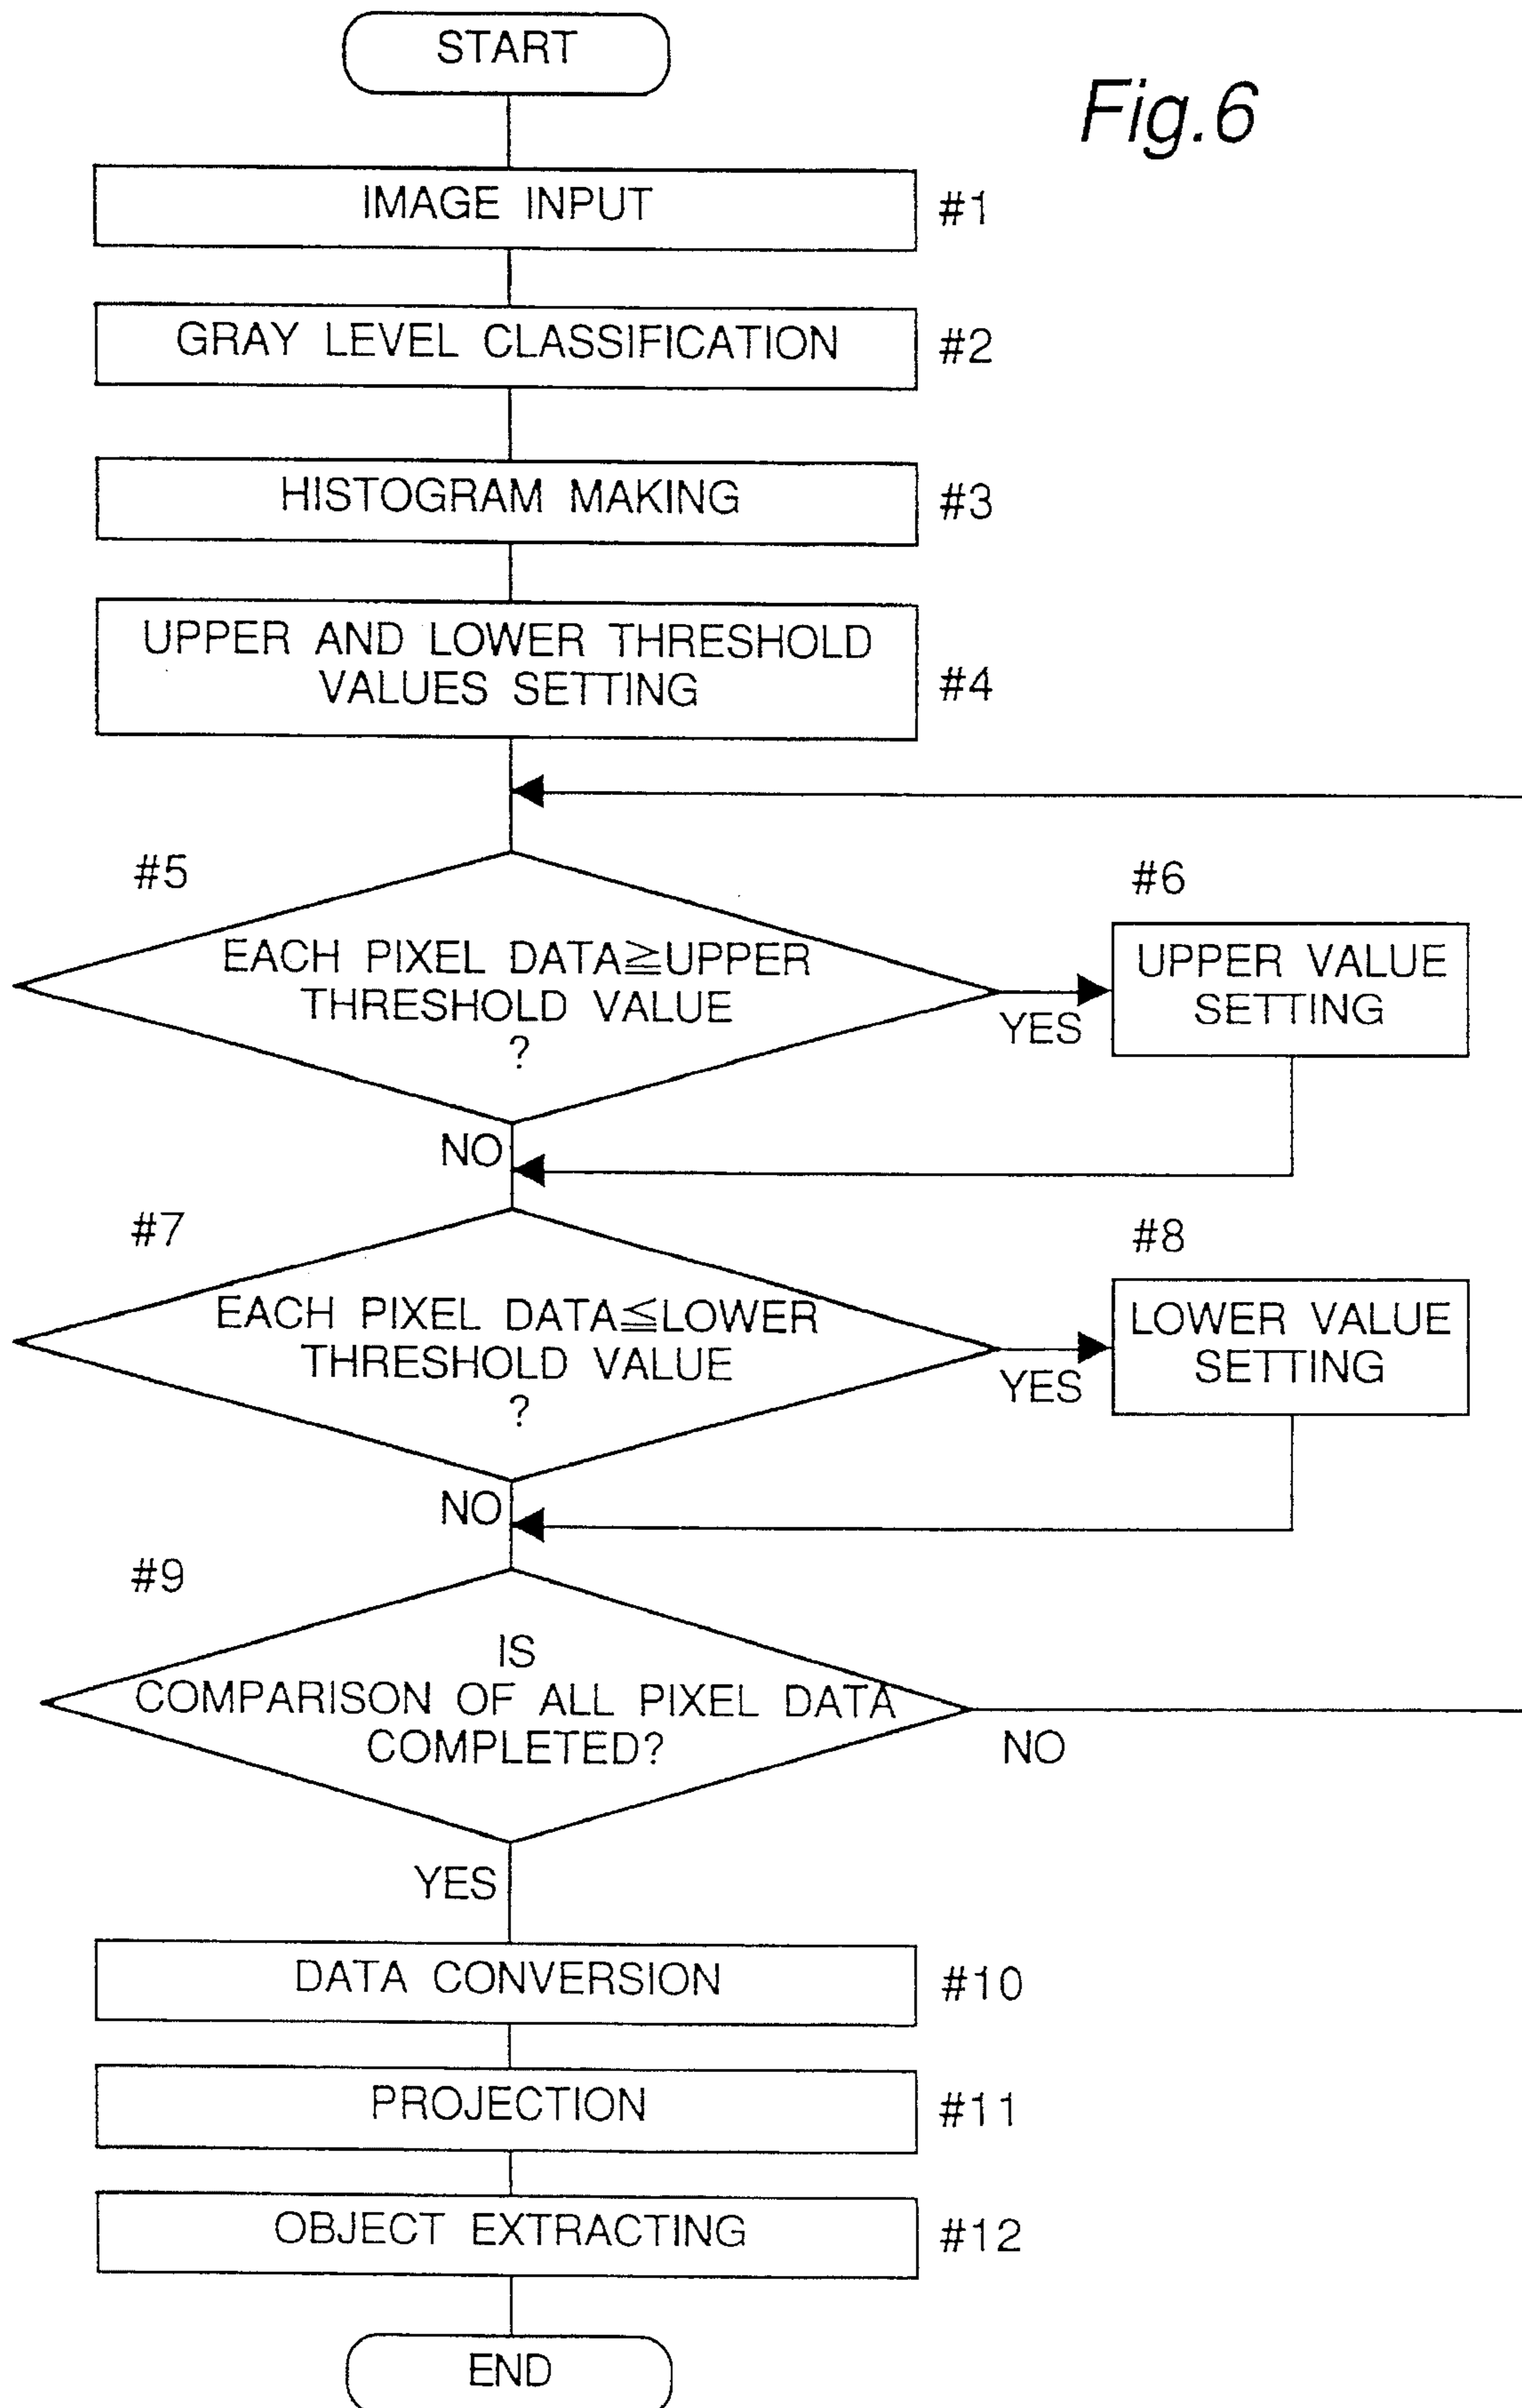 START
Fig.6
IMAGE INPUT
#1
GRAY LEVEL CLASSIFICATION
#2
HISTOGRAM MAKING
#3
UPPER AND LOWER THRESHOLD
VALUES SETTING
#4
#5
EACH PIXEL DATA≧UPPER
THRESHOLD VALUE
?
YES
#6
UPPER VALUE
SETTING
NO
#7
EACH PIXEL DATA≦LOWER
THRESHOLD VALUE
?
YES
#8
LOWER VALUE
SETTING
NO
#9
IS
COMPARISON OF ALL PIXEL DATA
COMPLETED?
NO
YES
DATA CONVERSION
#10
PROJECTION
#11
OBJECT EXTRACTING
#12
END